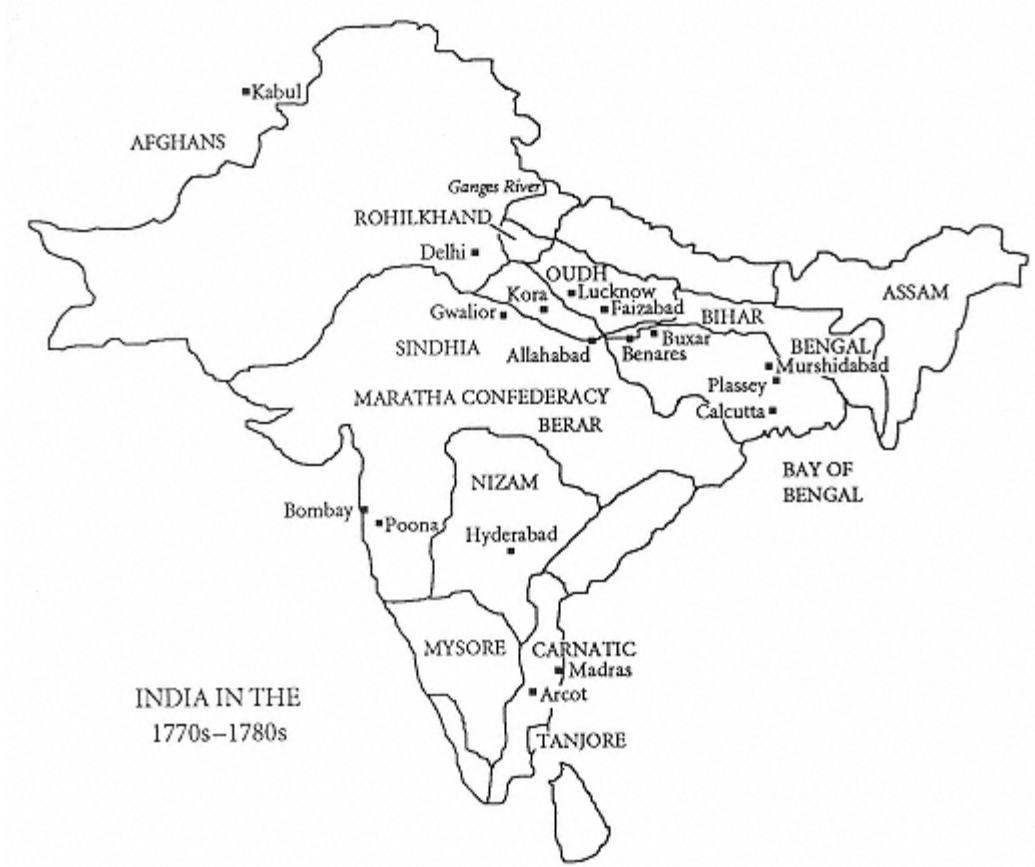 Kabul
AFGHANS
Ganges River
ROHILKHAND
Delhi
OUDH
Lucknow
Kora
Faizabad
Gwalior
ASSAM
BIHAR
SINDHIA
Allahabad
Benares
Buxar
BENGAL
Murshidabad
Plassey
Calcutta
MARATHA CONFEDERACY
BERAR
BAY OF
BENGAL
NIZAM
Bombay
Poona
Hyderabad
MYSORE
CARNATIC
Madras
Arcot
TANJORE
INDIA IN THE
1770s–1780s